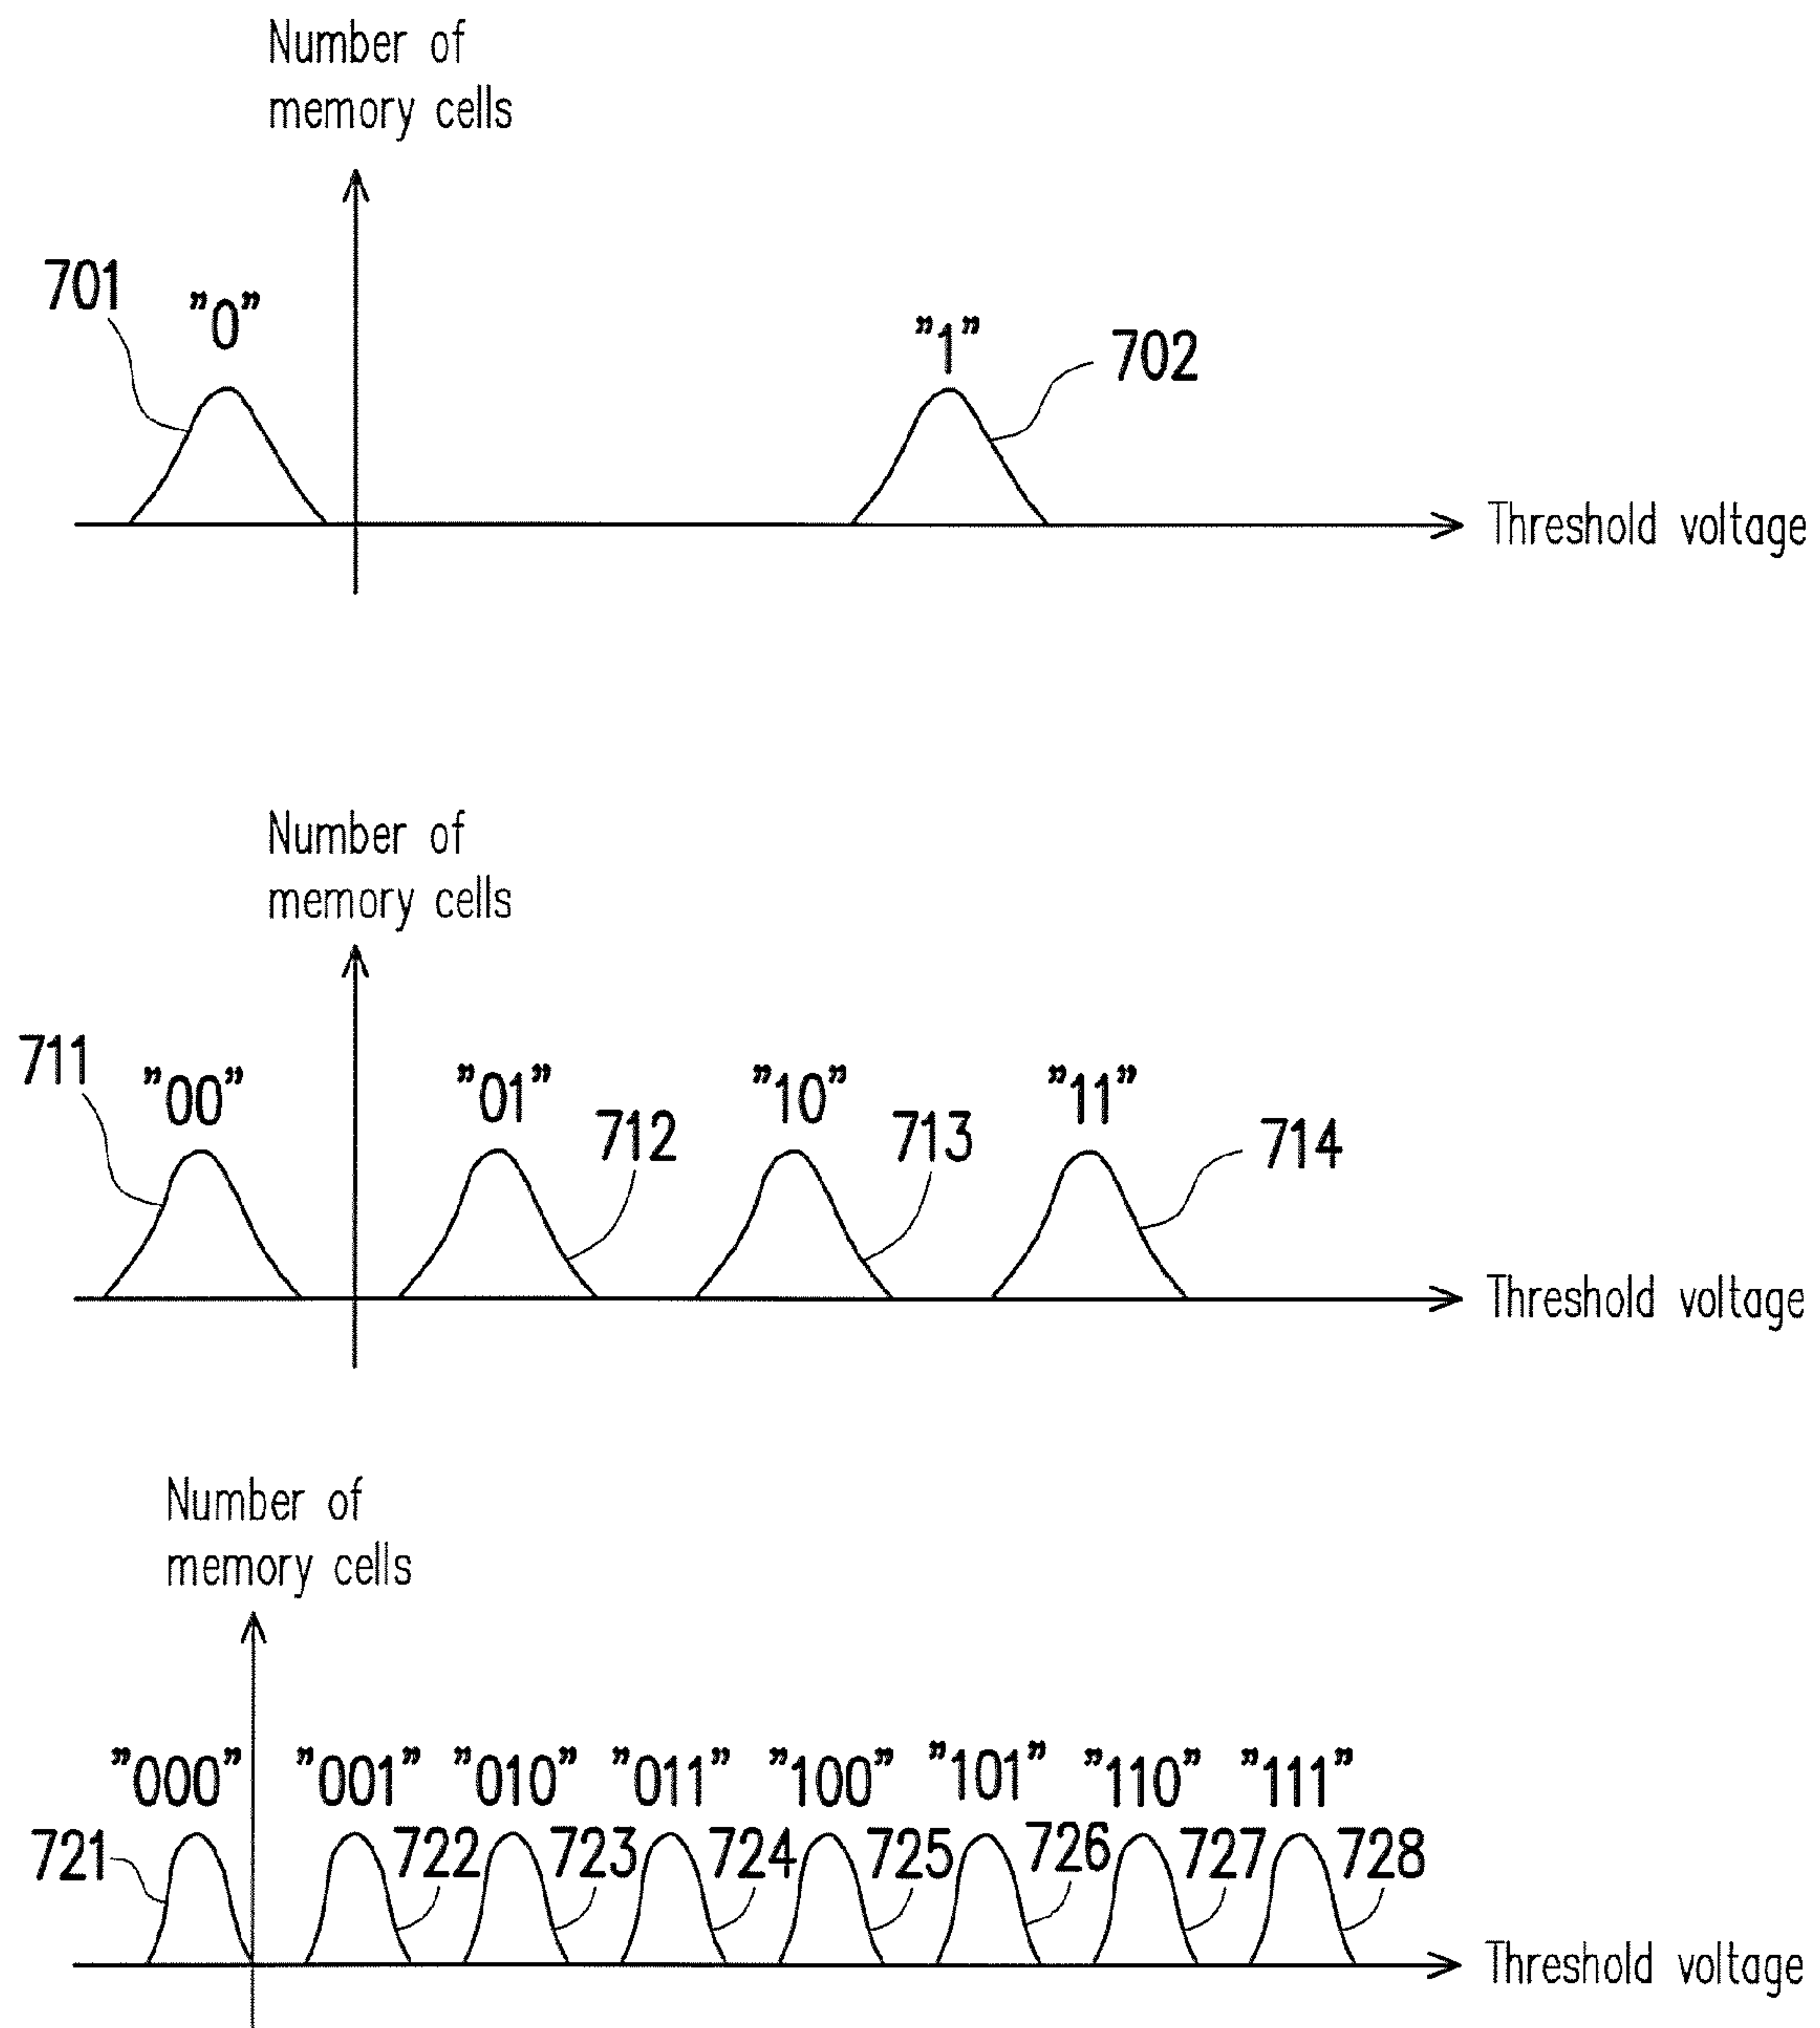 Number of
memory cells
701
”0”
”1”
702
Threshold voltage
Number of
memory cells
711
”00”
”01”
712
”10”
713
”11”
714
Threshold voltage
Number of
memory cells
”000” ”001” ”010” ”011” ”100” ”101” ”110” ”111”
721 722 723 724 725 726 727 728
Threshold voltage